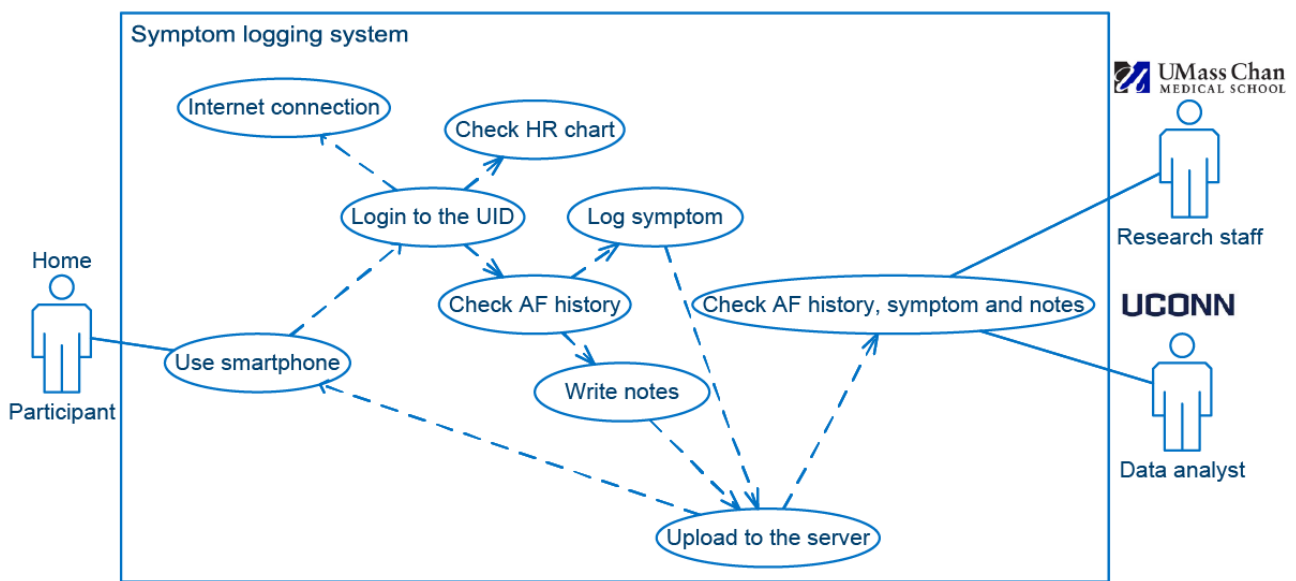 Symptom logging system
UMass Chan
MEDICAL SCHOOL
Internet connection
Check HR chart
Login to the UID
Log symptom
Research staff
Home
Check AF history
Check AF history, symptom and notes
UCONN
Use smartphone
Write notes
Participant
Data analyst
Upload to the server